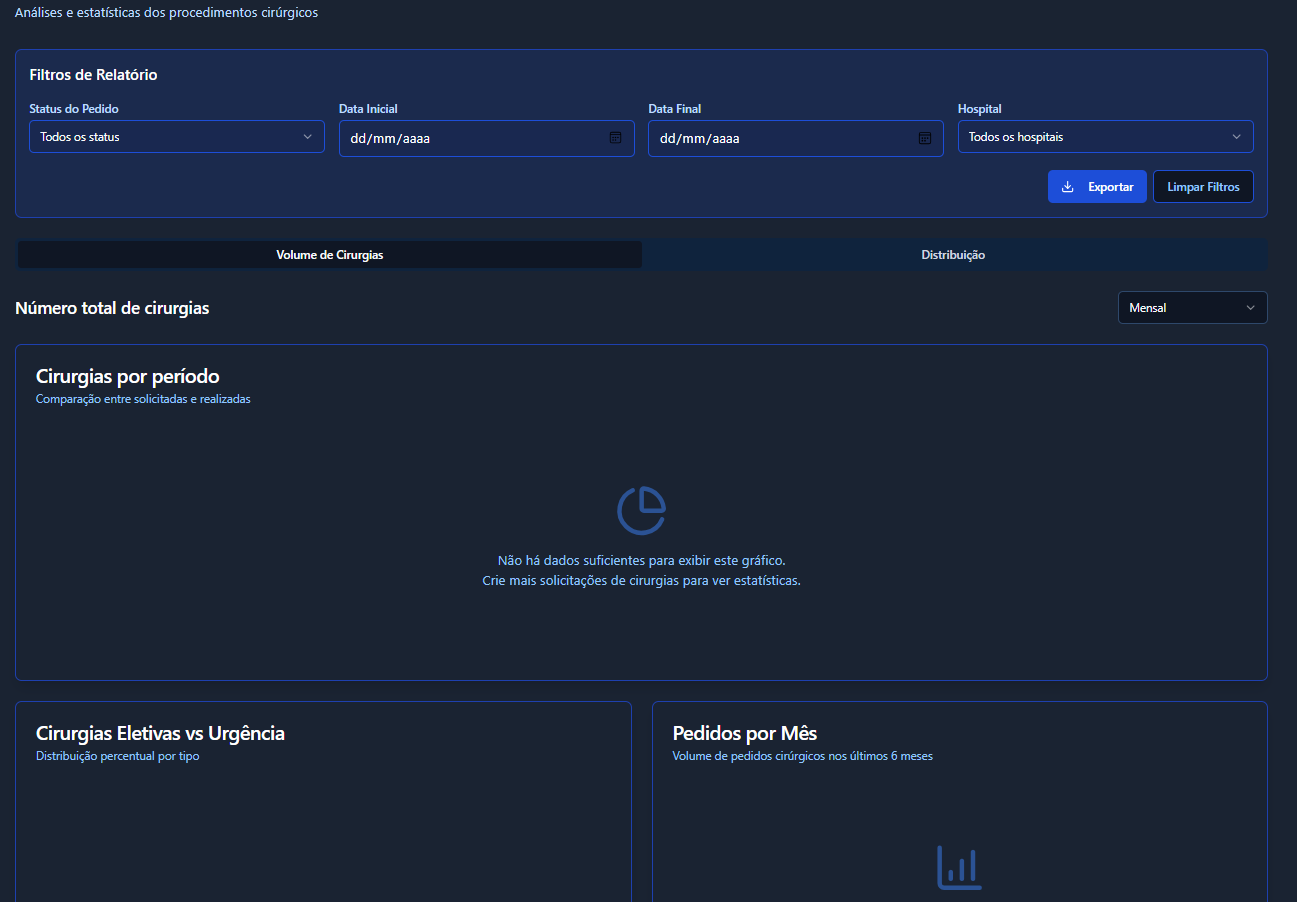 Análises e estatísticas dos procedimentos cirúrgicos
Filtros de Relatório
Status do Pedido
Data Inicial
Data Final
Hospital
Todos os status
dd/mm/aaaa
dd/mm/aaaa
Todos os hospitais
Exportar
Limpar Filtros
Volume de Cirurgias
Distribuição
Número total de cirurgias
Mensal
Cirurgias por período
Comparação entre solicitadas e realizadas
Não há dados suficientes para exibir este gráfico.
Crie mais solicitações de cirurgias para ver estatísticas.
Cirurgias Eletivas vs Urgência
Distribuição percentual por tipo
Pedidos por Mês
Volume de pedidos cirúrgicos nos últimos 6 meses